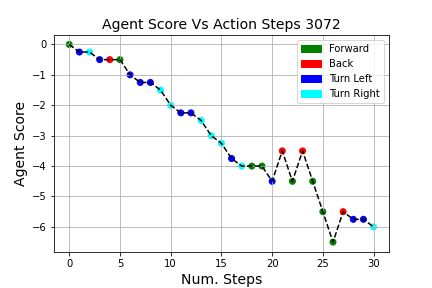 Agent Score Vs Action Steps 3072
Forward
Back
Turn Left
Turn Right
Agent Score
0
−1
−2
−3
−4
−5
−6
0 5 10 15 20 25 30
Num. Steps